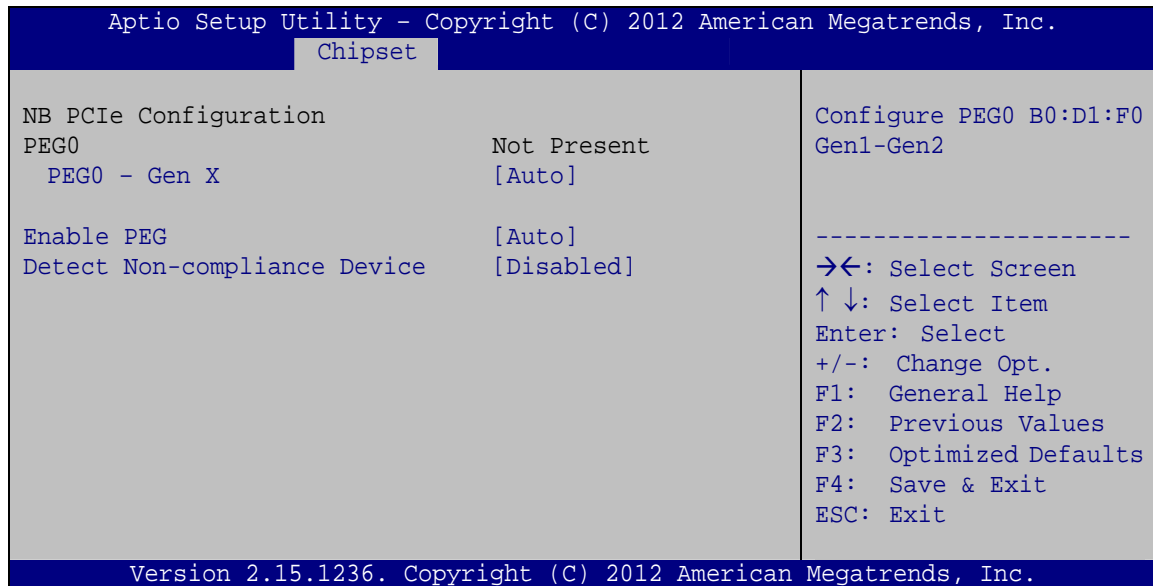 Aptio Setup Utility – Copyright (C) 2012 American Megatrends, Inc.
Chipset
NB PCIe Configuration
PEG0 Not Present
PEG0 – Gen X [Auto]
Enable PEG [Auto]
Detect Non-compliance Device [Disabled]
Configure PEG0 B0:D1:F0
Gen1-Gen2
----------------------
→←: Select Screen
↑ ↓: Select Item
Enter: Select
+/-: Change Opt.
F1: General Help
F2: Previous Values
F3: Optimized Defaults
F4: Save & Exit
ESC: Exit
Version 2.15.1236. Copyright (C) 2012 American Megatrends, Inc.